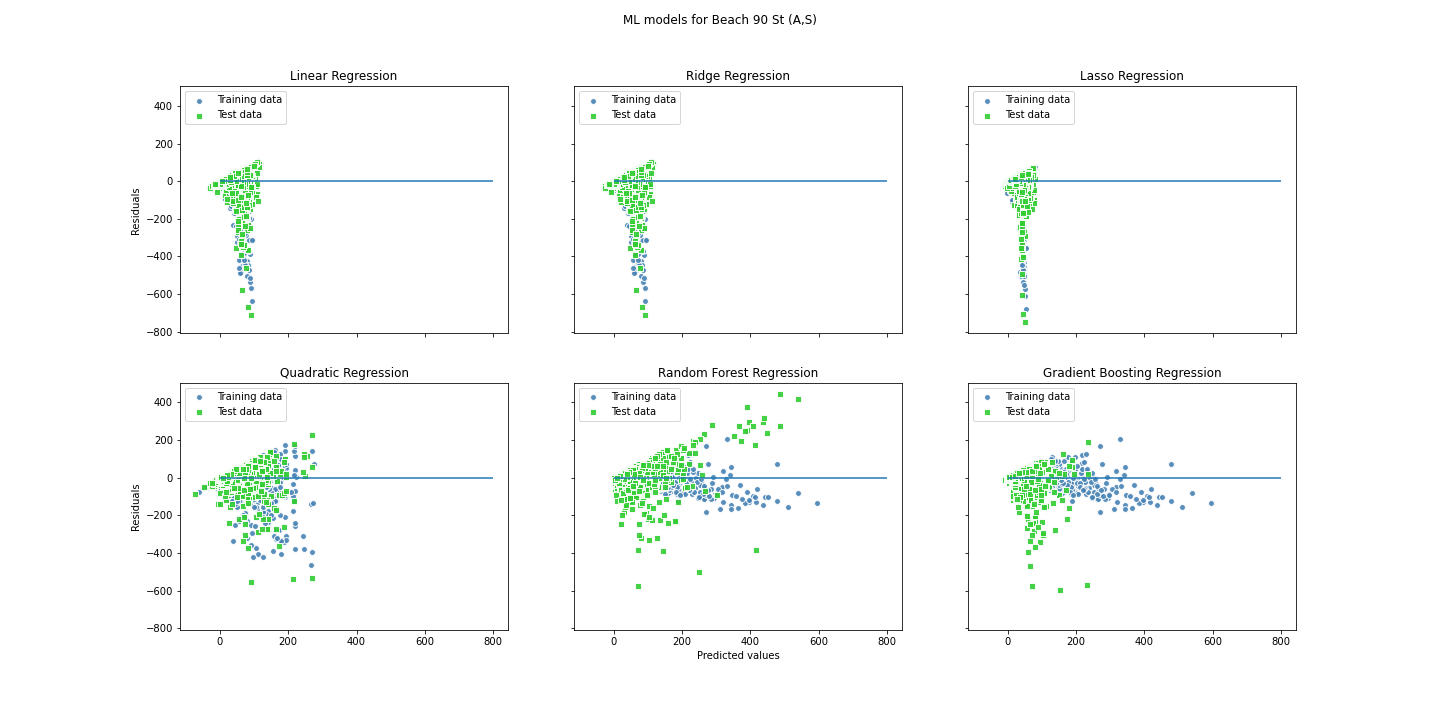 ML models for Beach 90 St (A,S)
Linear Regression
Ridge Regression
Lasso Regression
Training data
Test data
Training data
Test data
Training data
Test data
400
200
0
−200
−400
−600
−800
Residuals
Quadratic Regression
Random Forest Regression
Gradient Boosting Regression
Training data
Test data
Training data
Test data
Training data
Test data
400
200
0
−200
−400
−600
−800
Residuals
0 200 400 600 800
0 200 400 600 800
0 200 400 600 800
Predicted values